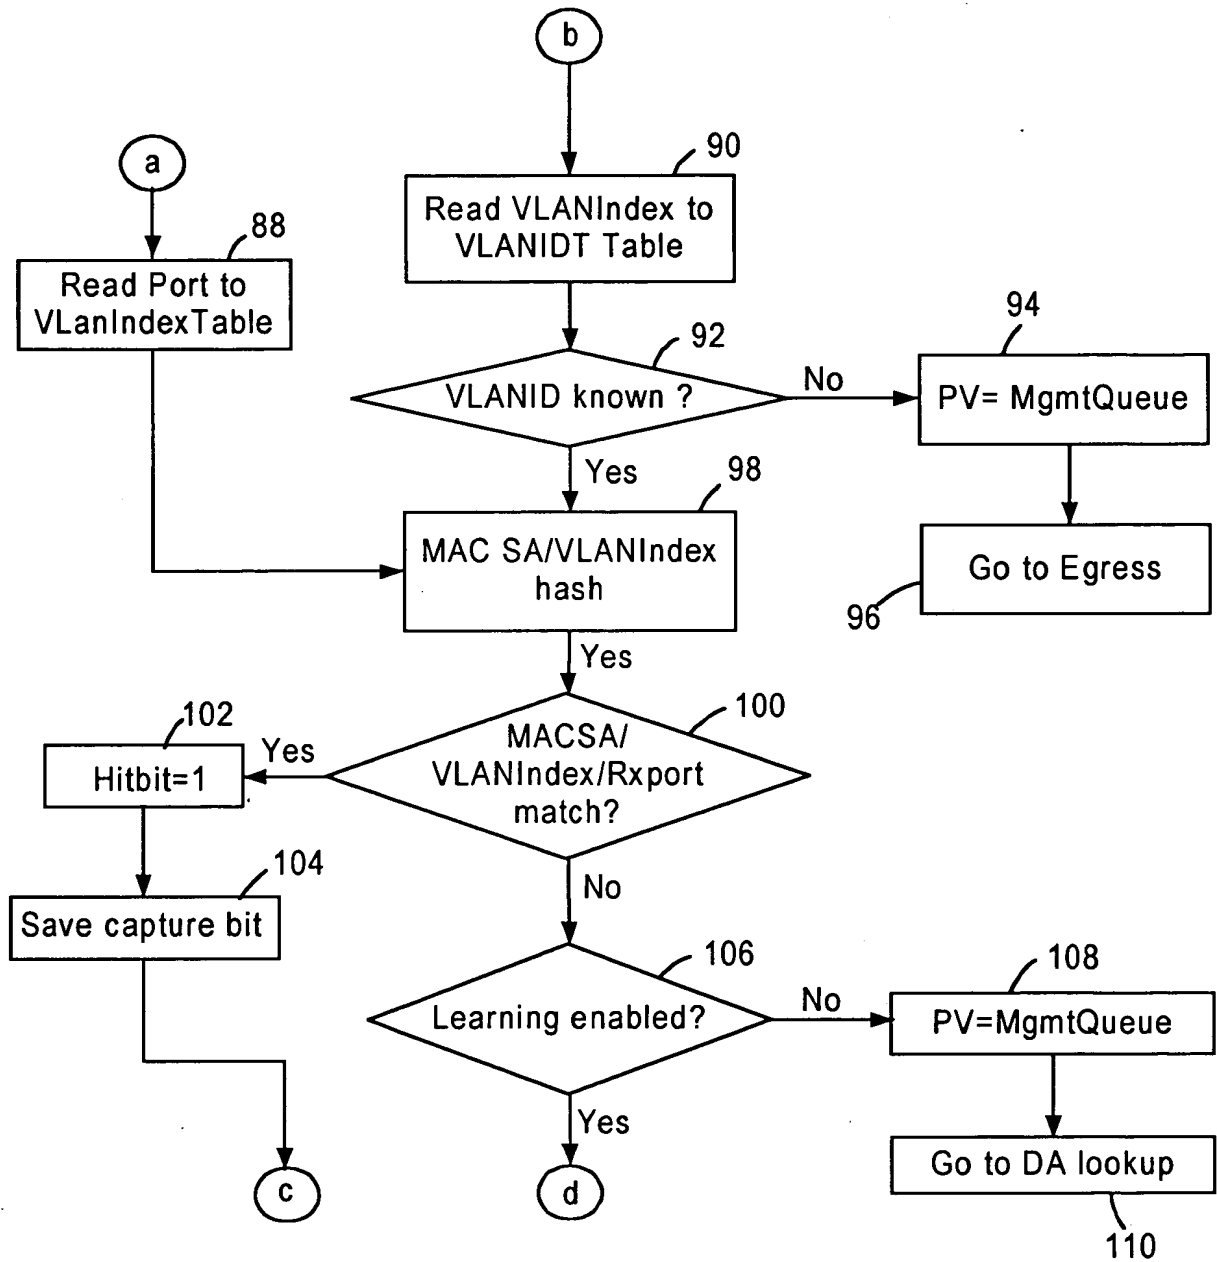 b
90
a
Read VLANIndex to
VLANIDT Table
88
Read Port to
VLanIndexTable
94
92
VLANID known ?
No
PV= MgmtQueue
Yes
98
MAC SA/VLANIndex
hash
Go to Egress
96
Yes
102
100
Yes
MACSA/
VLANIndex/Rxport
match?
Hitbit=1
104
No
Save capture bit
106
108
Learning enabled?
No
PV=MgmtQueue
Yes
Go to DA lookup
c
d
110